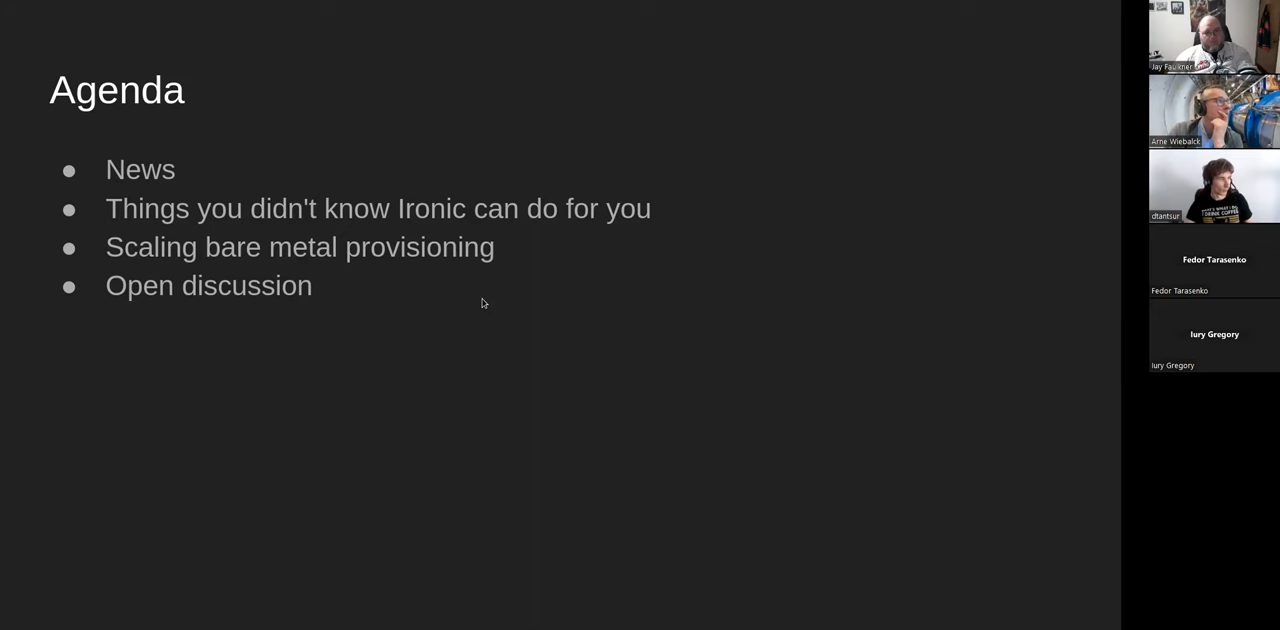 Agenda
● News
● Things you didn't know Ironic can do for you
● Scaling bare metal provisioning
● Open discussion
Jay Faulkner
Arne Wiebalck
dtantsur
Fedor Tarasenko
Fedor Tarasenko
Iury Gregory
Iury Gregory